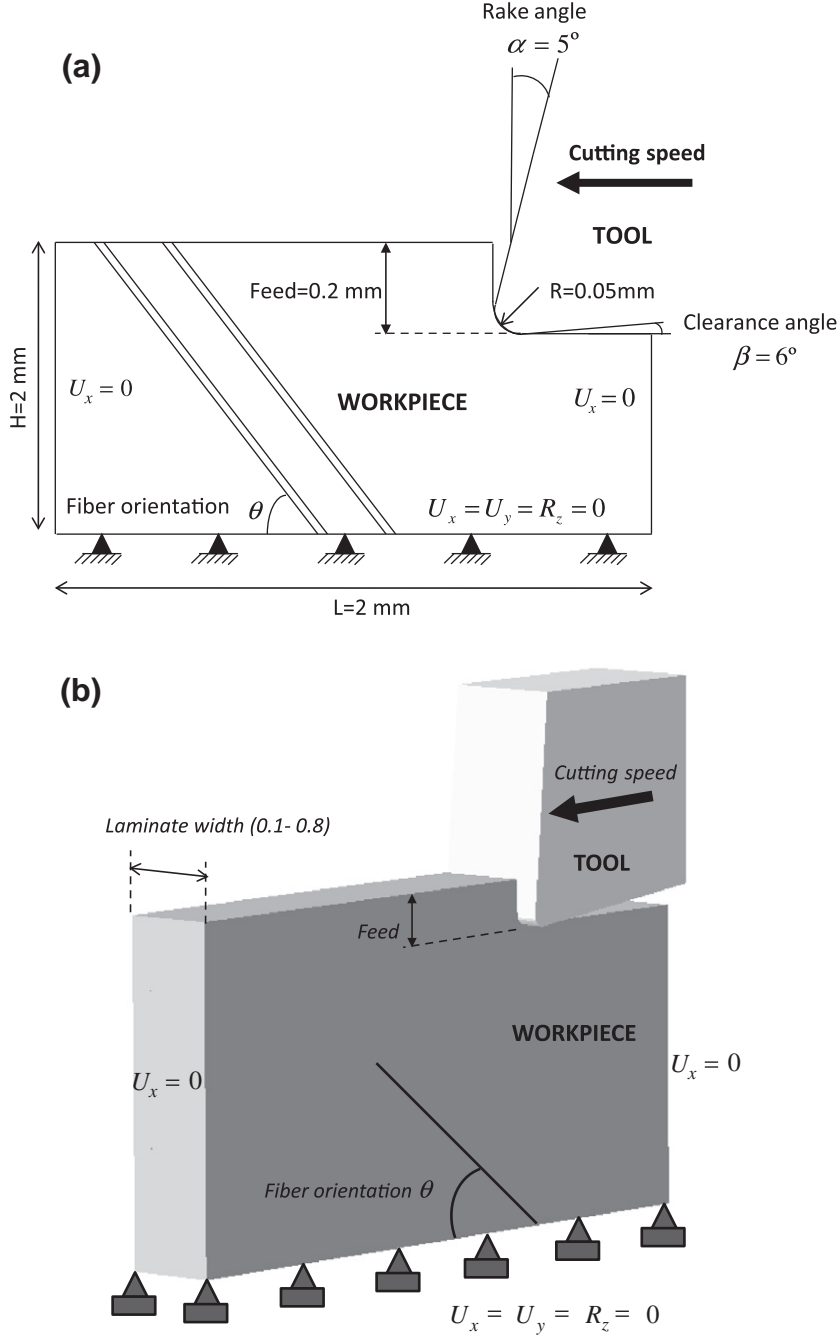 (a)
Rake angle
α = 5º
Cutting speed
TOOL
Feed=0.2 mm
R=0.05mm
Clearance angle
β = 6º
H=2 mm
U_x = 0
WORKPIECE
U_x = 0
Fiber orientation θ
U_x = U_y = R_z = 0
L=2 mm
(b)
Cutting speed
Laminate width (0.1- 0.8)
TOOL
Feed
WORKPIECE
U_x = 0
U_x = 0
Fiber orientation θ
U_x = U_y = R_z = 0